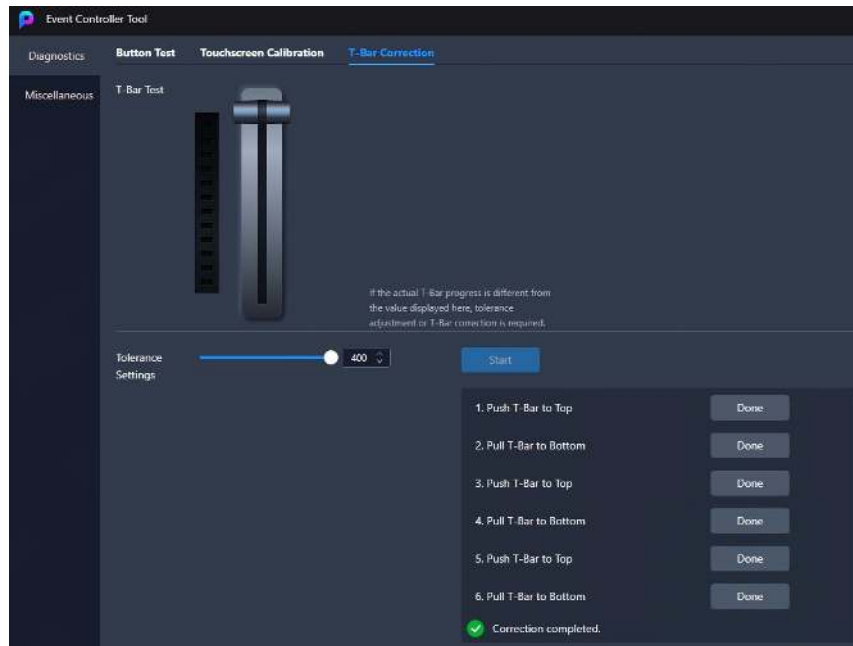 Event Controller Tool
Diagnostics
Button Test
Touchscreen Calibration
T-Bar Correction
Miscellaneous
T-Bar Test
If the actual T-Bar progress is different from
the value displayed here, tolerance
adjustment or T-Bar correction is required.
Tolerance
Settings
400
Start
1. Push T-Bar to Top
Done
2. Pull T-Bar to Bottom
Done
3. Push T-Bar to Top
Done
4. Pull T-Bar to Bottom
Done
5. Push T-Bar to Top
Done
6. Pull T-Bar to Bottom
Done
Correction completed.